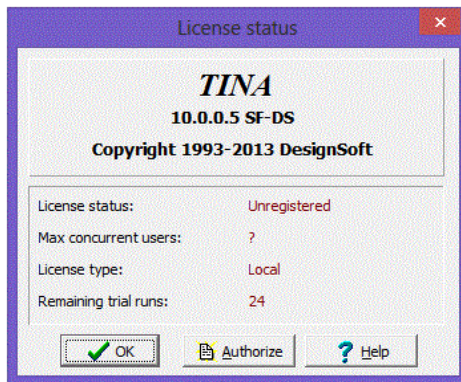 License status
TINA
10.0.0.5 SF-DS
Copyright 1993-2013 DesignSoft
License status: Unregistered
Max concurrent users: ?
License type: Local
Remaining trial runs: 24
OK Authorize Help